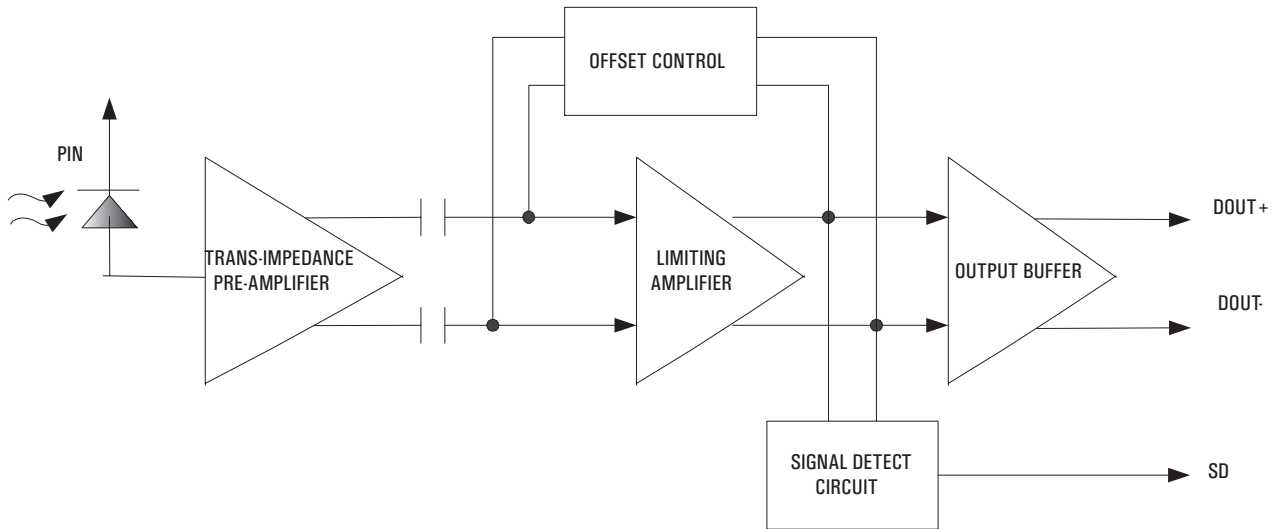 OFFSET CONTROL
PIN
TRANS-IMPEDANCE
PRE-AMPLIFIER
LIMITING
AMPLIFIER
OUTPUT BUFFER
DOUT +
DOUT-
SIGNAL DETECT
CIRCUIT
SD